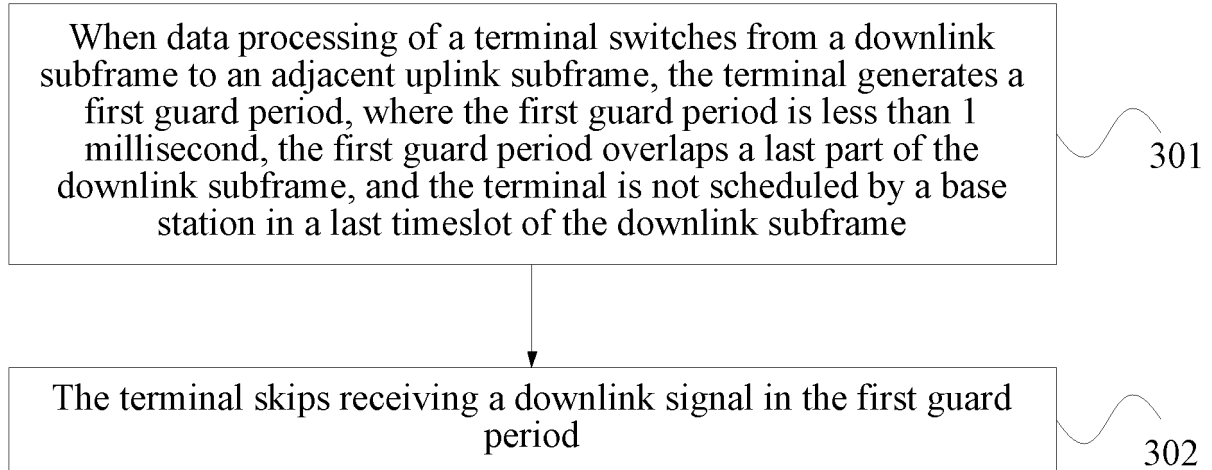 When data processing of a terminal switches from a downlink
subframe to an adjacent uplink subframe, the terminal generates a
first guard period, where the first guard period is less than 1
millisecond, the first guard period overlaps a last part of the
downlink subframe, and the terminal is not scheduled by a base
station in a last timeslot of the downlink subframe
301
The terminal skips receiving a downlink signal in the first guard
period
302